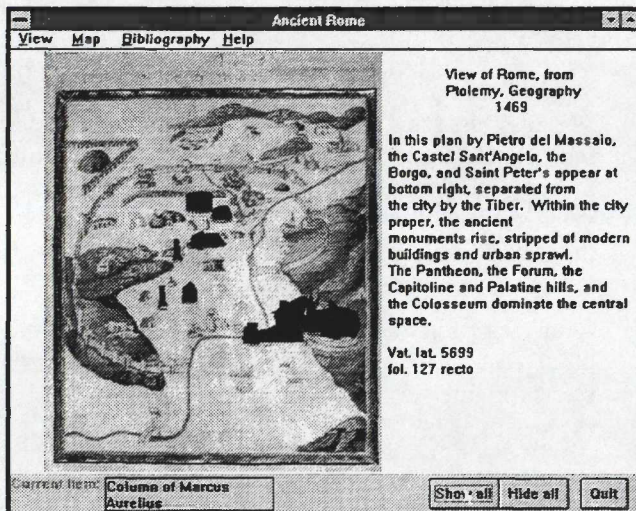 Ancient Rome
View Map Bibliography Help
View of Rome, from
Ptolemy, Geography
1469
In this plan by Pietro del Massaio,
the Castel Sant'Angelo, the
Borgo, and Saint Peter's appear at
bottom right, separated from
the city by the Tiber. Within the city
proper, the ancient
monuments rise, stripped of modern
buildings and urban sprawl.
The Pantheon, the Forum, the
Capitoline and Palatine hills, and
the Colosseum dominate the central
space.
Vat. lat. 5699
fol. 127 recto
Current Item: Column of Marcus
Aurelius
Show all Hide all Quit